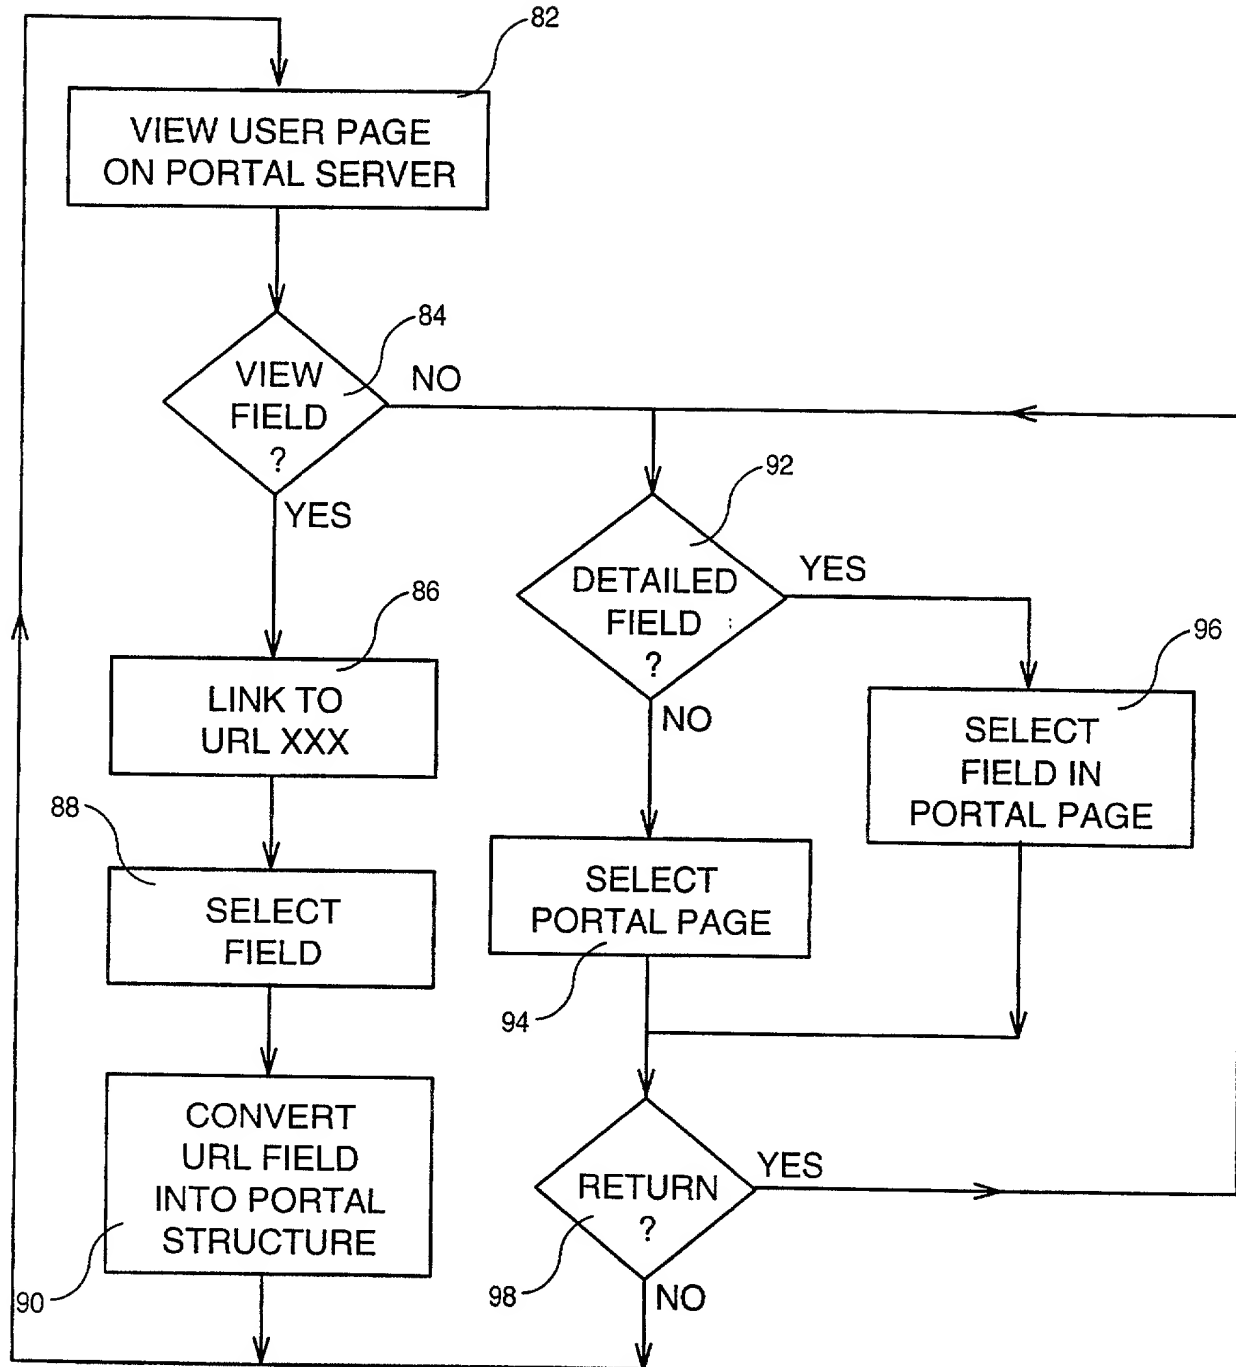 82
VIEW USER PAGE
ON PORTAL SERVER
84
VIEW
FIELD
?
NO
YES
92
DETAILED
FIELD
?
YES
NO
86
LINK TO
URL XXX
96
SELECT
FIELD IN
PORTAL PAGE
88
SELECT
FIELD
SELECT
PORTAL PAGE
94
CONVERT
URL FIELD
INTO PORTAL
STRUCTURE
90
RETURN
?
YES
98
NO